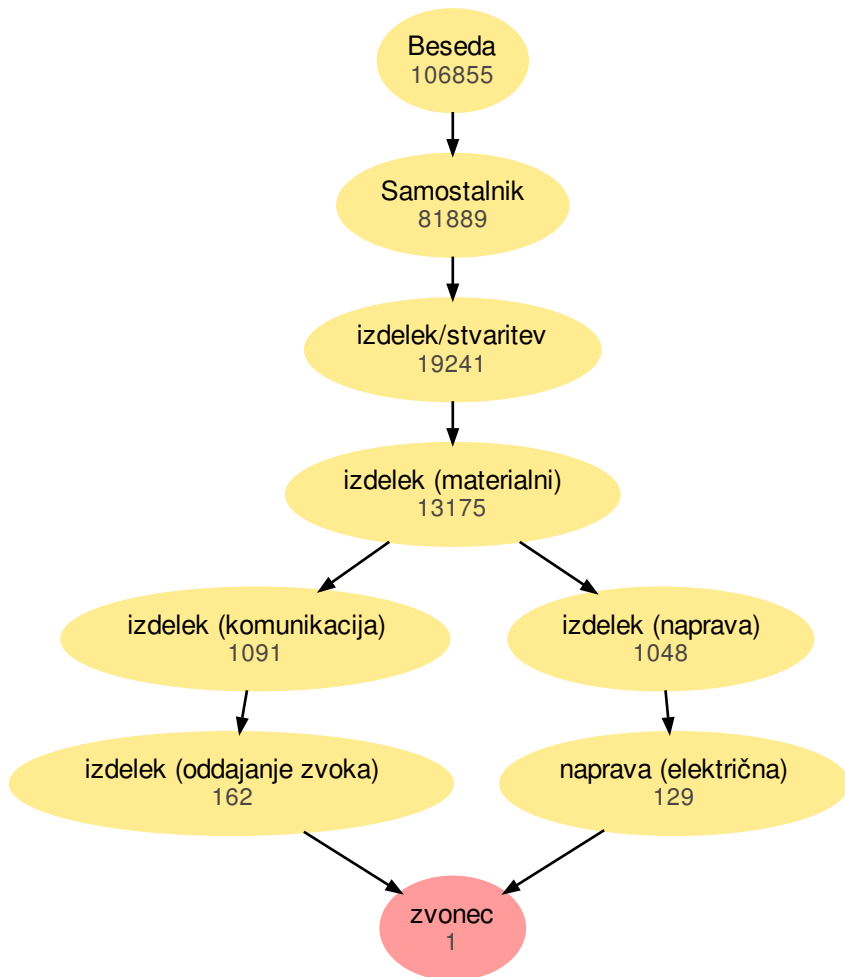 Beseda
106855
Samostalnik
81889
izdelek/stvaritev
19241
izdelek (materialni)
13175
izdelek (komunikacija)
1091
izdelek (naprava)
1048
izdelek (oddajanje zvoka)
162
naprava (eléktrična)
129
zvonec
1